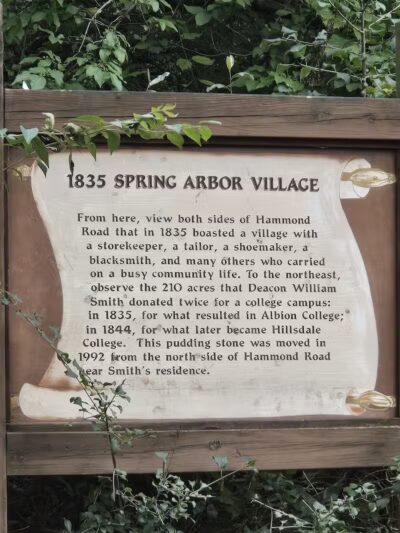 1835 SPRING ARBOR VILLAGE
From here, view both sides of Hammond
Road that in 1835 boasted a village with
a storekeeper, a tailor, a shoemaker, a
blacksmith, and many others who carried
on a busy community life. To the northeast,
observe the 210 acres that Deacon William
Smith donated twice for a college campus:
in 1835, for what resulted in Albion College;
in 1844, for what later became Hillsdale
College. This pudding stone was moved in
1992 from the north side of Hammond Road
near Smith's residence.